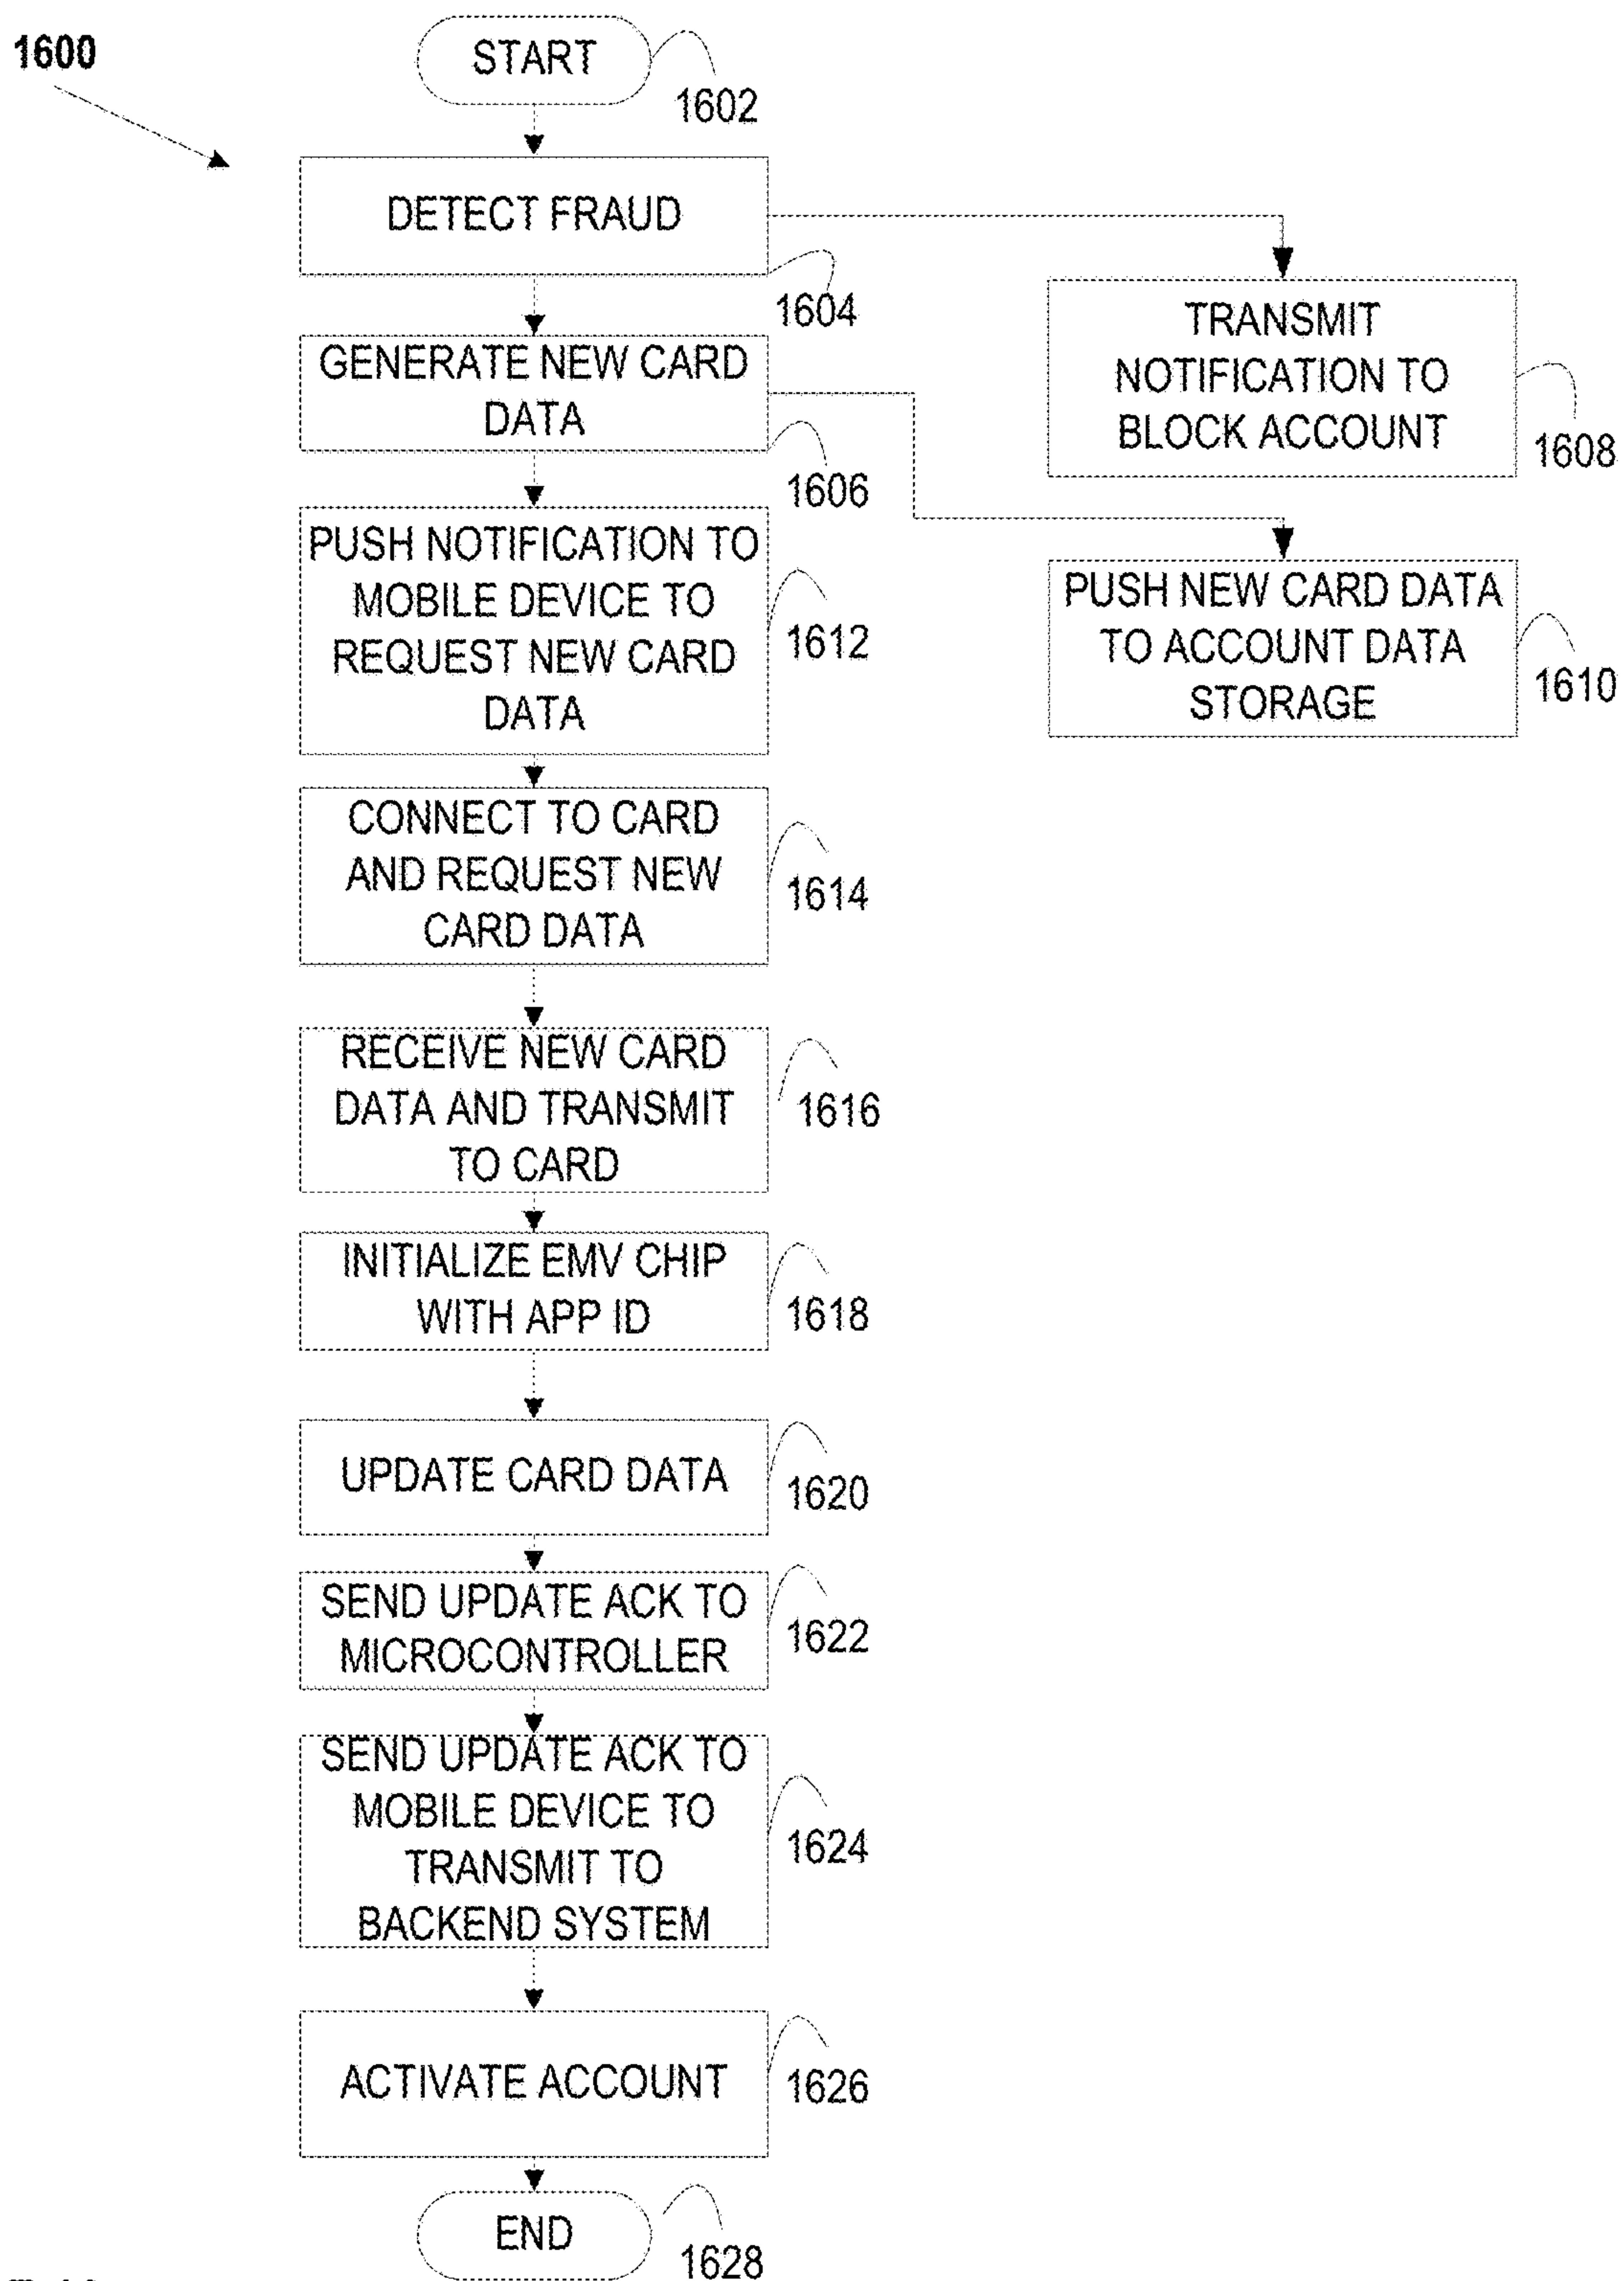 1600
START
1602
DETECT FRAUD
1604
TRANSMIT
NOTIFICATION TO
BLOCK ACCOUNT
1608
GENERATE NEW CARD
DATA
1606
PUSH NEW CARD DATA
TO ACCOUNT DATA
STORAGE
1610
PUSH NOTIFICATION TO
MOBILE DEVICE TO
REQUEST NEW CARD
DATA
1612
CONNECT TO CARD
AND REQUEST NEW
CARD DATA
1614
RECEIVE NEW CARD
DATA AND TRANSMIT
TO CARD
1616
INITIALIZE EMV CHIP
WITH APP ID
1618
UPDATE CARD DATA
1620
SEND UPDATE ACK TO
MICROCONTROLLER
1622
SEND UPDATE ACK TO
MOBILE DEVICE TO
TRANSMIT TO
BACKEND SYSTEM
1624
ACTIVATE ACCOUNT
1626
END
1628